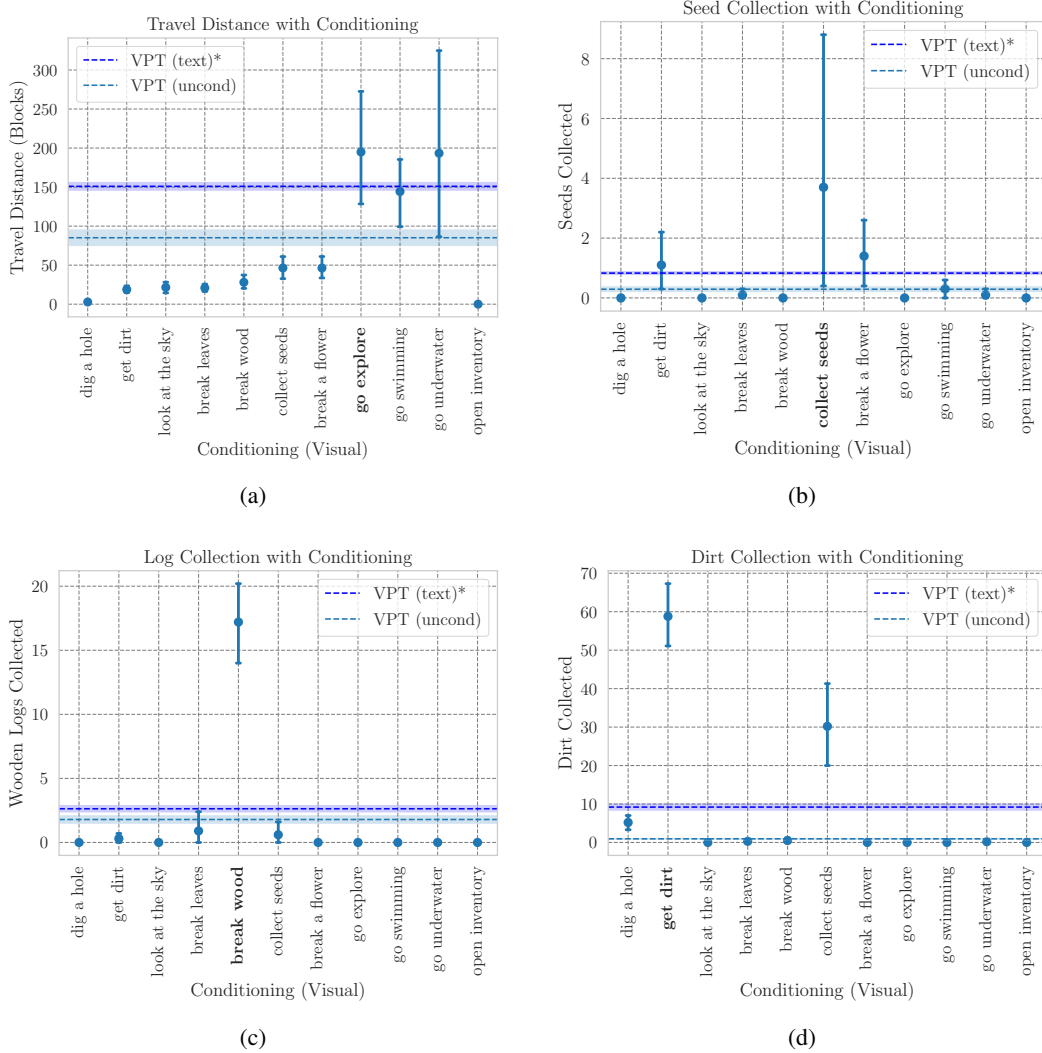 Travel Distance with Conditioning
VPT (text)*
VPT (uncond)
300
250
200
150
100
50
0
Travel Distance (Blocks)
dig a hole
get dirt
look at the sky
break leaves
break wood
collect seeds
break a flower
go explore
go swimming
go underwater
open inventory
Conditioning (Visual)
(a)
Seed Collection with Conditioning
VPT (text)*
VPT (uncond)
8
6
4
2
0
Seeds Collected
dig a hole
get dirt
look at the sky
break leaves
break wood
collect seeds
break a flower
go explore
go swimming
go underwater
open inventory
Conditioning (Visual)
(b)
Log Collection with Conditioning
VPT (text)*
VPT (uncond)
20
15
10
5
0
Wooden Logs Collected
dig a hole
get dirt
look at the sky
break leaves
break wood
collect seeds
break a flower
go explore
go swimming
go underwater
open inventory
Conditioning (Visual)
(c)
Dirt Collection with Conditioning
VPT (text)*
VPT (uncond)
70
60
50
40
30
20
10
0
Dirt Collected
dig a hole
get dirt
look at the sky
break leaves
break wood
collect seeds
break a flower
go explore
go swimming
go underwater
open inventory
Conditioning (Visual)
(d)